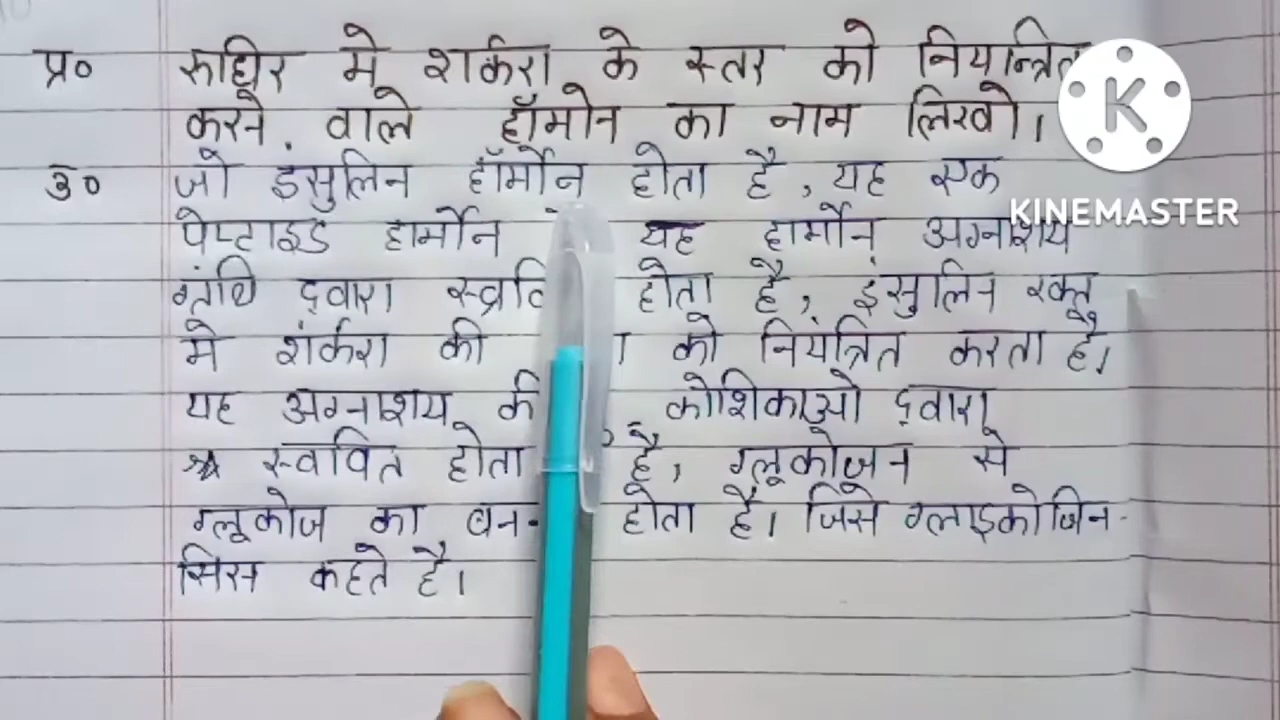 प्र० रुधिर मे शर्करा के स्तर को नियन्त्रित
करने वाले हॉमोन का नाम लिखो।
उ० जो इंसुलिन हॉर्मोन होता है, यह एक
पेप्टाइड हार्मोन यह हार्मोन अग्नाशय
ग्तंथि द्वारा होता है, इंसुलिन रक्त
मे शंर्करा की को नियंत्रित करता है।
यह अग्नाशय की कोशिकाओ द्वारा
स्त्रवित होता है, ग्लूकोजन से
ग्लूकोज का होता है। जिसे ग्लाइकोजिन-
सिस कहते है।
K
KINEMASTER